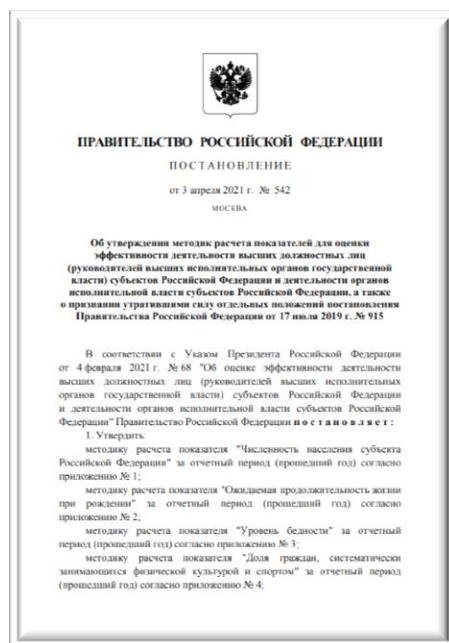 ПРАВИТЕЛЬСТВО РОССИЙСКОЙ ФЕДЕРАЦИИ
ПОСТАНОВЛЕНИЕ
от 3 апреля 2021 г. № 542
МОСКВА
Об утверждении методик расчета показателей для оценки
эффективности деятельности высших должностных лиц
(руководителей высших исполнительных органов государственной
власти) субъектов Российской Федерации и деятельности органов
исполнительной власти субъектов Российской Федерации, а также
о признании утратившими силу отдельных положений постановления
Правительства Российской Федерации от 17 июля 2019 г. № 915
В соответствии с Указом Президента Российской Федерации
от 4 февраля 2021 г. № 68 "Об оценке эффективности деятельности
высших должностных лиц (руководителей высших исполнительных
органов государственной власти) субъектов Российской Федерации
и деятельности органов исполнительной власти субъектов Российской
Федерации" Правительство Российской Федерации постановляет:
1. Утвердить:
методику расчета показателя "Численность населения субъекта
Российской Федерации" за отчетный период (прошедший год) согласно
приложению № 1;
методику расчета показателя "Ожидаемая продолжительность жизни
при рождении" за отчетный период (прошедший год) согласно
приложению № 2;
методику расчета показателя "Уровень бедности" за отчетный
период (прошедший год) согласно приложению № 3;
методику расчета показателя "Доля граждан, систематически
занимающихся физической культурой и спортом" за отчетный период
(прошедший год) согласно приложению № 4;